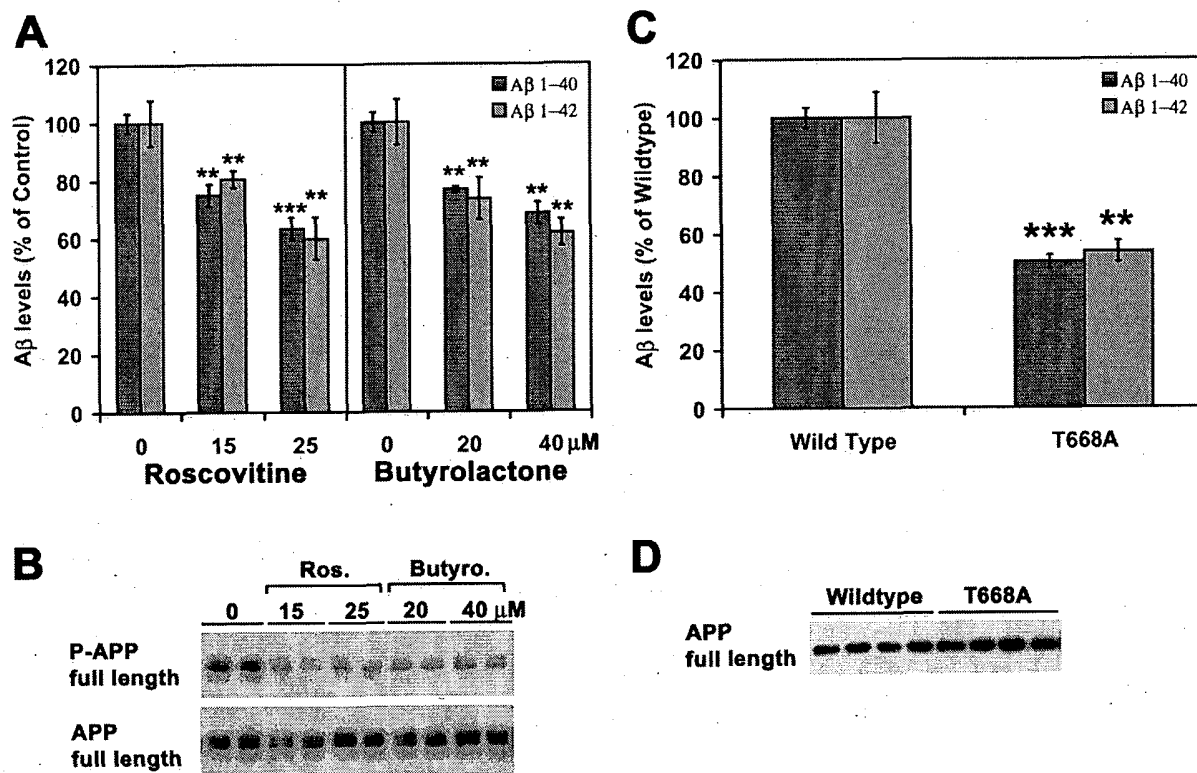 A
Aβ levels (% of Control)
120
100
80
60
40
20
0
Aβ 1–40
Aβ 1–42
** ** *** **
** ** ** **
0 15 25
Roscovitine
0 20 40 μM
Butyrolactone
B
Ros. Butyro.
0 15 25 20 40 μM
P-APP
full length
APP
full length
C
Aβ levels (% of Wildtype)
120
100
80
60
40
20
0
Aβ 1–40
Aβ 1–42
*** **
Wild Type T668A
D
Wildtype T668A
APP
full length